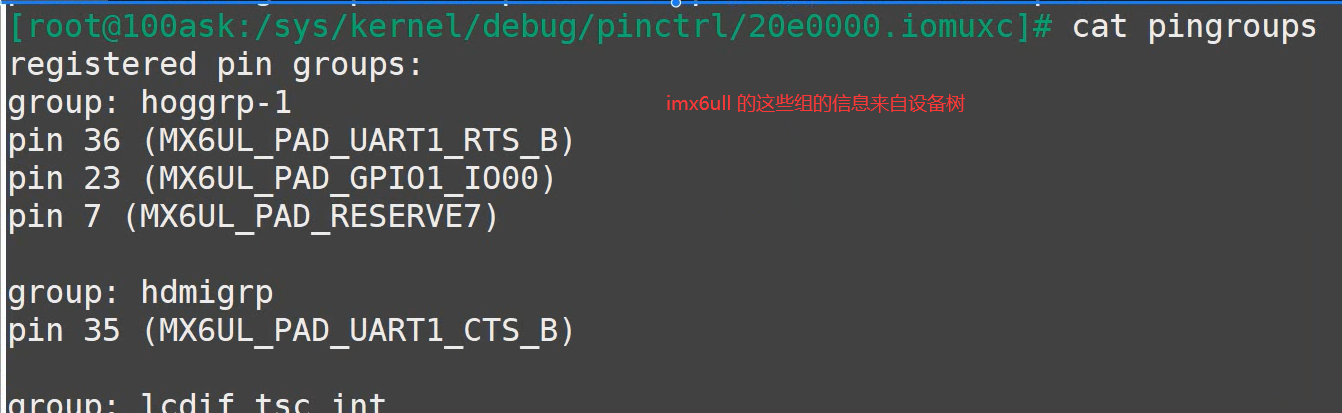 [root@100ask:/sys/kernel/debug/pinctrl/20e0000.iomuxc]# cat pingroups
registered pin groups:
group: hoggrp-1
imx6ull 的这些组的信息来自设备树
pin 36 (MX6UL_PAD_UART1_RTS_B)
pin 23 (MX6UL_PAD_GPIO1_IO00)
pin 7 (MX6UL_PAD_RESERVE7)
group: hdmigrp
pin 35 (MX6UL_PAD_UART1_CTS_B)
group: lcdif_tsc_int